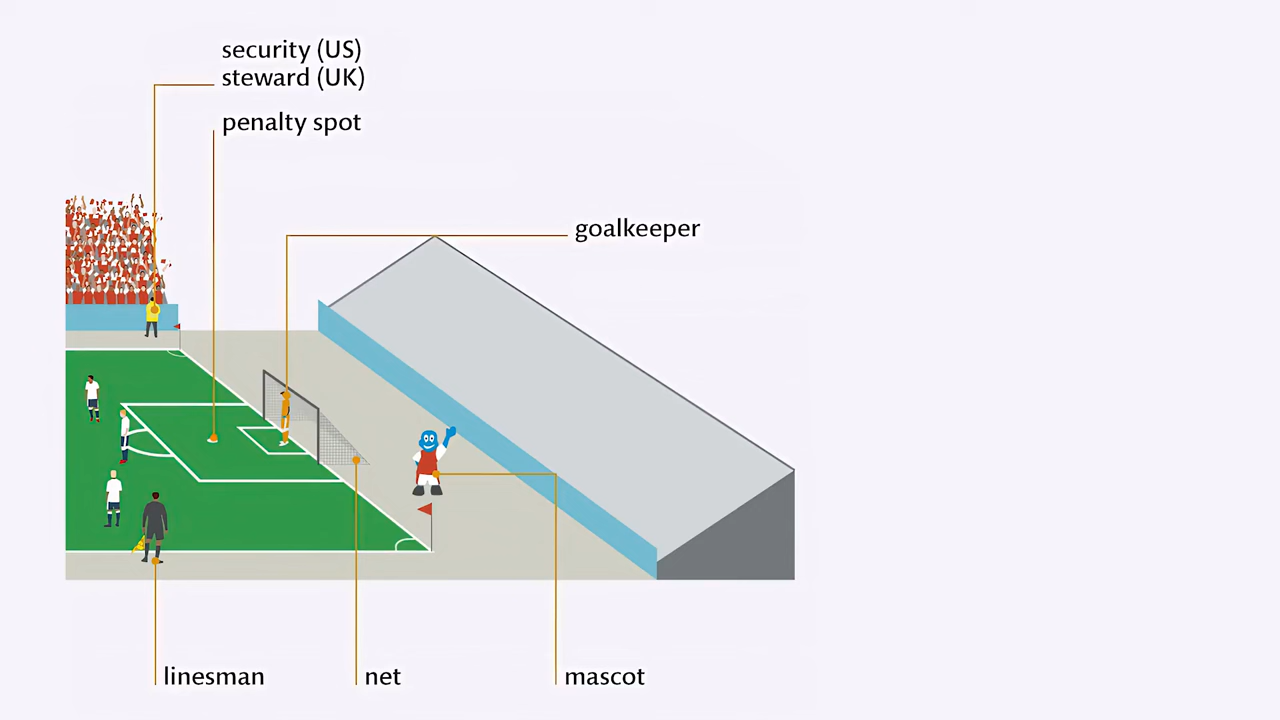 security (US)
steward (UK)
penalty spot
goalkeeper
linesman
net
mascot